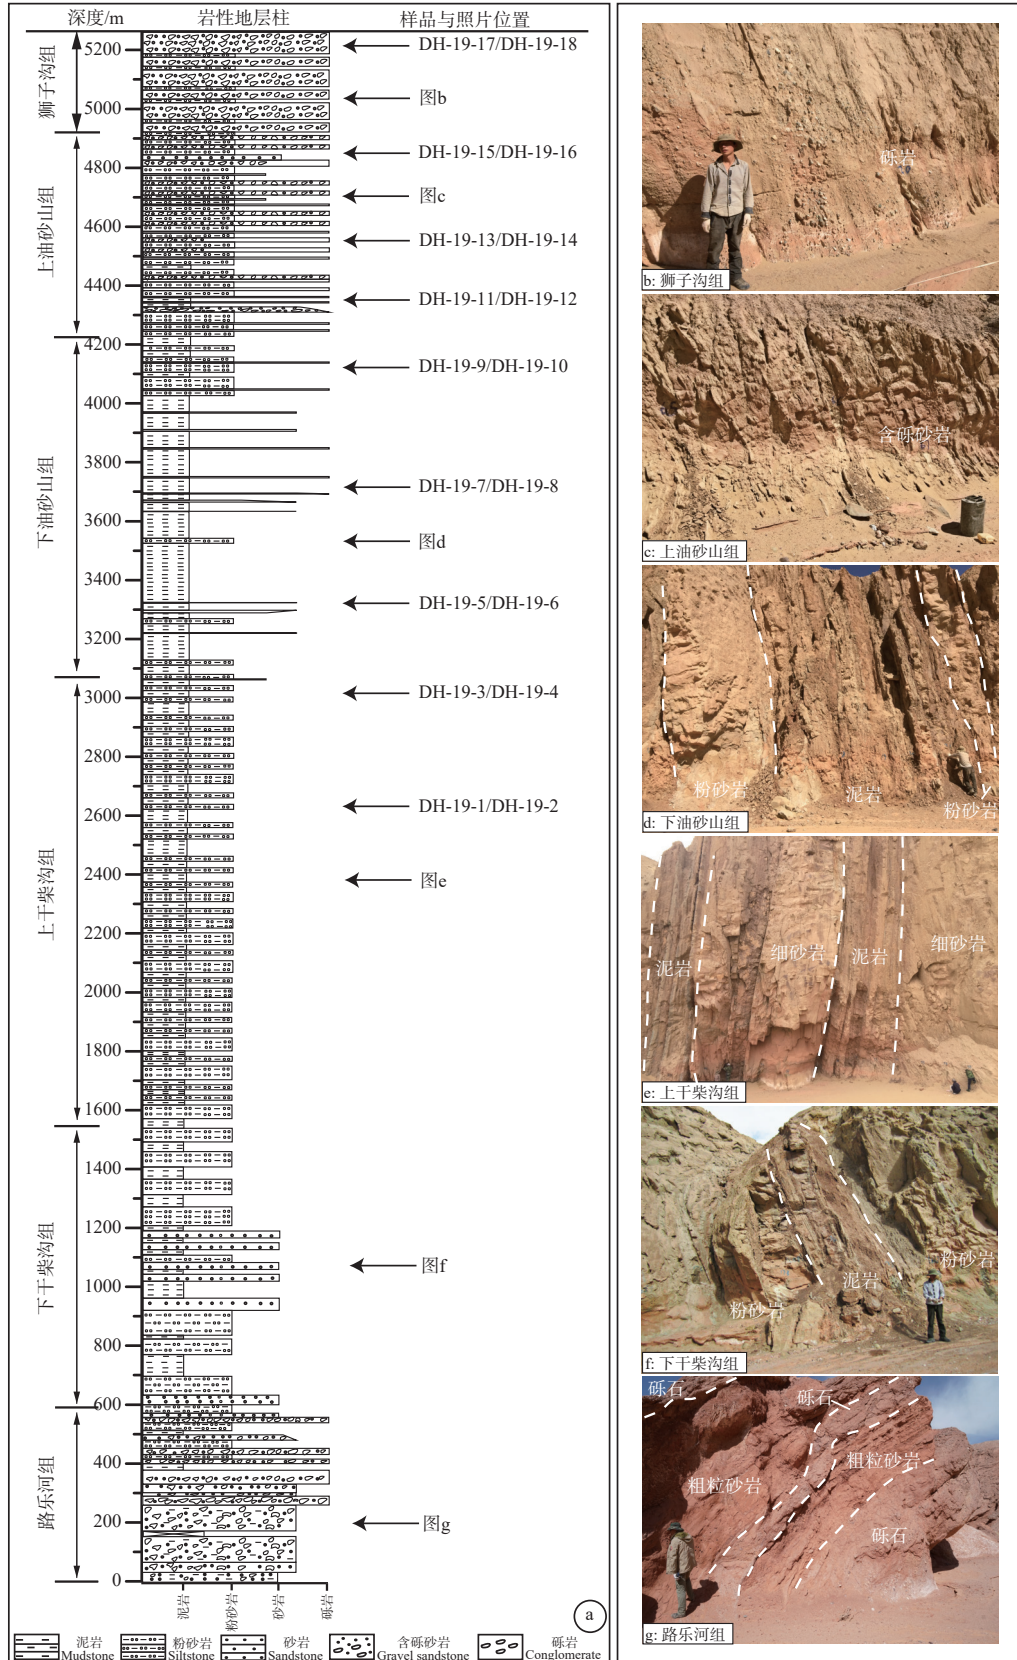 深度/m 岩性地层柱 样品与照片位置
5200
5000
4800
4600
4400
4200
4000
3800
3600
3400
3200
3000
2800
2600
2400
2200
2000
1800
1600
1400
1200
1000
800
600
400
200
0
狮子沟组
上油砂山组
下油砂山组
上干柴沟组
下干柴沟组
路乐河组
DH-19-17/DH-19-18
图b
DH-19-15/DH-19-16
图c
DH-19-13/DH-19-14
DH-19-11/DH-19-12
DH-19-9/DH-19-10
DH-19-7/DH-19-8
图d
DH-19-5/DH-19-6
DH-19-3/DH-19-4
DH-19-1/DH-19-2
图e
图f
图g
泥岩
粉砂岩
砂岩
砾岩
a
泥岩 粉砂岩 砂岩 含砾砂岩 砾岩
Mudstone Siltstone Sandstone Gravel sandstone Conglomerate
砾岩
b: 狮子沟组
含砾砂岩
c: 上油砂山组
粉砂岩 泥岩 粉砂岩
d: 下油砂山组
泥岩 细砂岩 泥岩 细砂岩
e: 上干柴沟组
粉砂岩 泥岩 粉砂岩
f: 下干柴沟组
砾石 砾石
粗粒砂岩 粗粒砂岩
砾石
g: 路乐河组